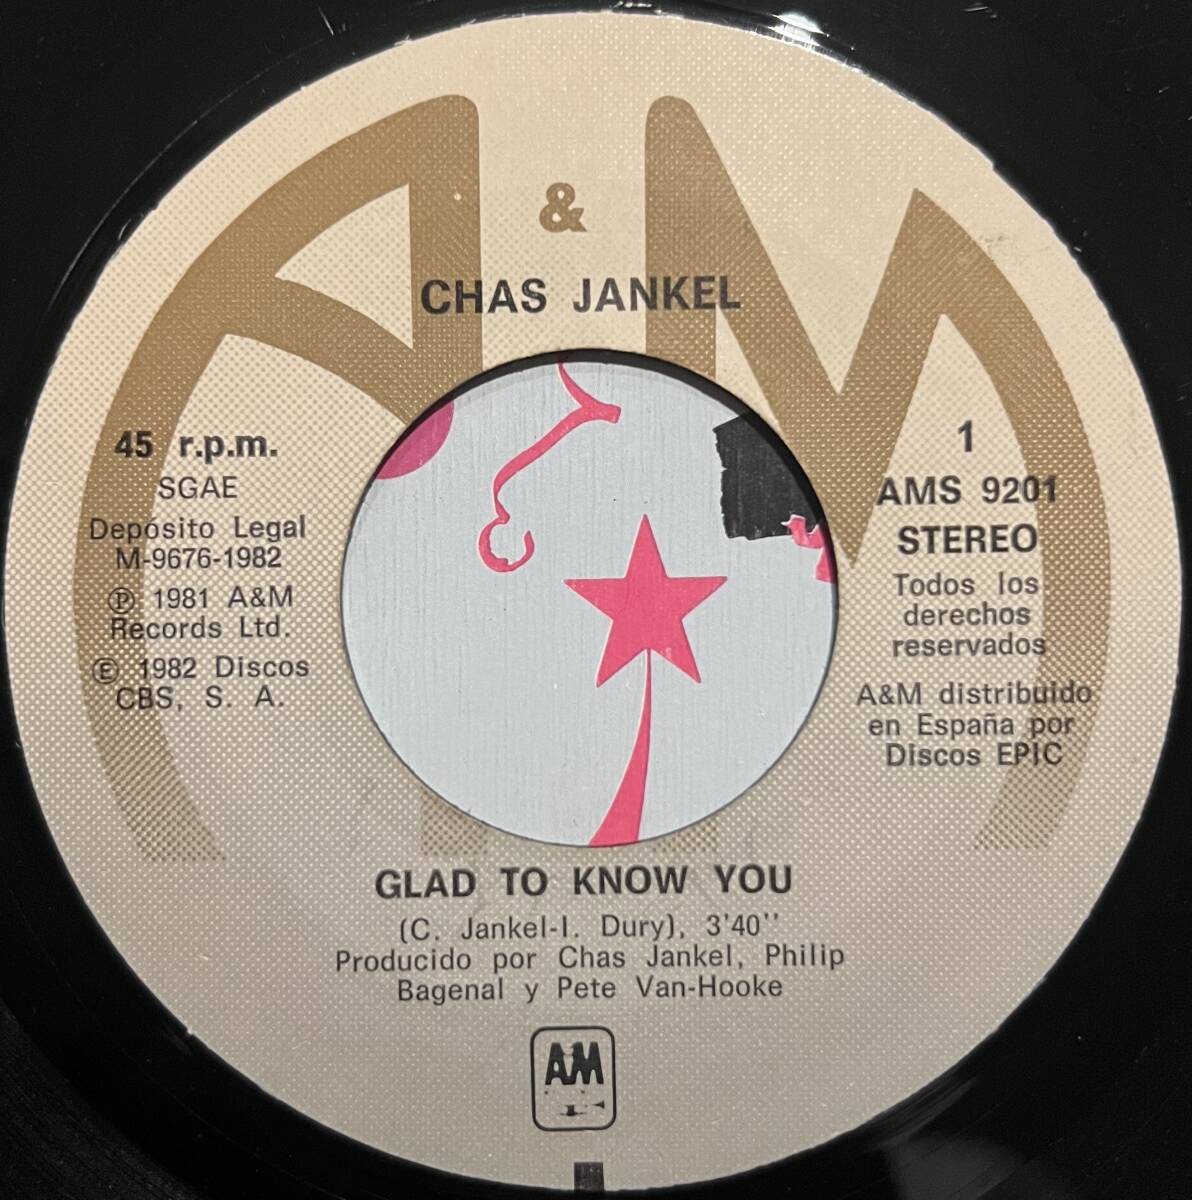 A & M
CHAS JANKEL
45 r.p.m.
SGAE
Depósito Legal
M-9676-1982
Ⓟ 1981 A&M
Records Ltd.
Ⓔ 1982 Discos
CBS, S. A.
1
AMS 9201
STEREO
Todos los
derechos
reservados
A&M distribuido
en España por
Discos EPIC
GLAD TO KNOW YOU
(C. Jankel-I. Dury), 3'40''
Producido por Chas Jankel, Philip
Bagenal y Pete Van-Hooke
AM